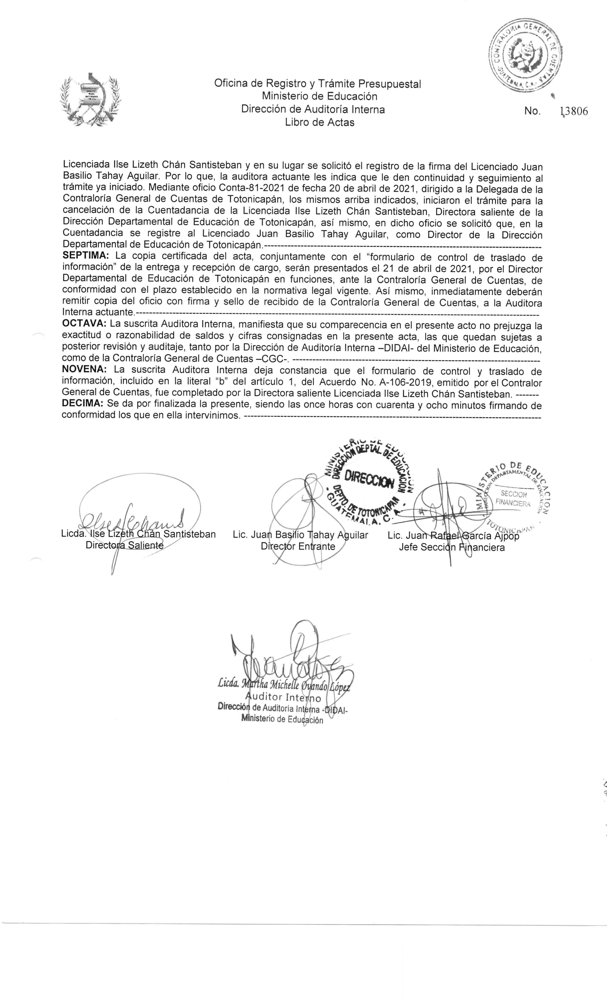 CONTRALORIA GENERAL DE CUENTAS
GUATEMALA C.A.
Oficina de Registro y Trámite Presupuestal
Ministerio de Educación
Dirección de Auditoría Interna
Libro de Actas
No. 13806
Licenciada Ilse Lizeth Chán Santisteban y en su lugar se solicitó el registro de la firma del Licenciado Juan
Basilio Tahay Aguilar. Por lo que, la auditora actuante les indica que le den continuidad y seguimiento al
trámite ya iniciado. Mediante oficio Conta-81-2021 de fecha 20 de abril de 2021, dirigido a la Delegada de la
Contraloría General de Cuentas de Totonicapán, los mismos arriba indicados, iniciaron el trámite para la
cancelación de la Cuentadancia de la Licenciada Ilse Lizeth Chán Santisteban, Directora saliente de la
Dirección Departamental de Educación de Totonicapán, así mismo, en dicho oficio se solicitó que, en la
Cuentadancia se registre al Licenciado Juan Basilio Tahay Aguilar, como Director de la Dirección
Departamental de Educación de Totonicapán.---
SEPTIMA: La copia certificada del acta, conjuntamente con el “formulario de control de traslado de
información” de la entrega y recepción de cargo, serán presentados el 21 de abril de 2021, por el Director
Departamental de Educación de Totonicapán en funciones, ante la Contraloría General de Cuentas, de
conformidad con el plazo establecido en la normativa legal vigente. Así mismo, inmediatamente deberán
remitir copia del oficio con firma y sello de recibido de la Contraloría General de Cuentas, a la Auditora
Interna actuante.---
OCTAVA: La suscrita Auditora Interna, manifiesta que su comparecencia en el presente acto no prejuzga la
exactitud o razonabilidad de saldos y cifras consignadas en la presente acta, las que quedan sujetas a
posterior revisión y auditaje, tanto por la Dirección de Auditoría Interna –DIDAI- del Ministerio de Educación,
como de la Contraloría General de Cuentas –CGC-. ---
NOVENA: La suscrita Auditora Interna deja constancia que el formulario de control y traslado de
información, incluido en la literal “b” del artículo 1, del Acuerdo No. A-106-2019, emitido por el Contralor
General de Cuentas, fue completado por la Directora saliente Licenciada Ilse Lizeth Chán Santisteban. -------
DECIMA: Se da por finalizada la presente, siendo las once horas con cuarenta y ocho minutos firmando de
conformidad los que en ella intervinimos. ---
MINISTERIO DE EDUCACION
DIRECCION DEPTAL. DE EDUCACION
DIRECCION
DEPTO. DE TOTONICAPAN
GUATEMALA, C. A.
MINISTERIO DE EDUCACION
DIRECCION DEPARTAMENTAL DE EDUCACION
SECCION
FINANCIERA
TOTONICAPAN
Licda. Ilse Lizeth Chán Santisteban
Directora Saliente
Lic. Juan Basilio Tahay Aguilar
Director Entrante
Lic. Juan Rafael García Ajpop
Jefe Sección Financiera
Licda. Martha Michelle Ovando López
Auditor Interno
Dirección de Auditoría Interna -DIDAI-
Ministerio de Educación